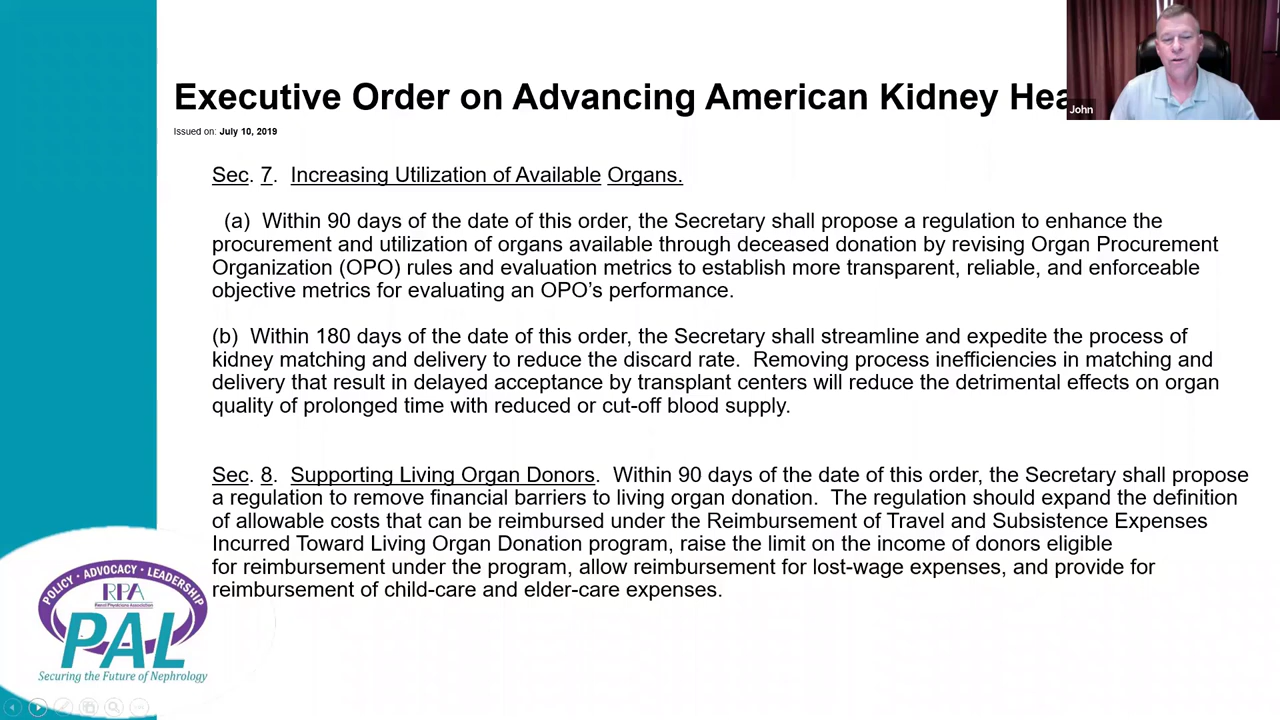 Executive Order on Advancing American Kidney Hea
John
Issued on: July 10, 2019
Sec. 7. Increasing Utilization of Available Organs.
(a) Within 90 days of the date of this order, the Secretary shall propose a regulation to enhance the
procurement and utilization of organs available through deceased donation by revising Organ Procurement
Organization (OPO) rules and evaluation metrics to establish more transparent, reliable, and enforceable
objective metrics for evaluating an OPO's performance.
(b) Within 180 days of the date of this order, the Secretary shall streamline and expedite the process of
kidney matching and delivery to reduce the discard rate. Removing process inefficiencies in matching and
delivery that result in delayed acceptance by transplant centers will reduce the detrimental effects on organ
quality of prolonged time with reduced or cut-off blood supply.
Sec. 8. Supporting Living Organ Donors. Within 90 days of the date of this order, the Secretary shall propose
a regulation to remove financial barriers to living organ donation. The regulation should expand the definition
of allowable costs that can be reimbursed under the Reimbursement of Travel and Subsistence Expenses
Incurred Toward Living Organ Donation program, raise the limit on the income of donors eligible
for reimbursement under the program, allow reimbursement for lost-wage expenses, and provide for
reimbursement of child-care and elder-care expenses.
POLICY • ADVOCACY • LEADERSHIP
RPA
Renal Physicians Association
PAL
Securing the Future of Nephrology